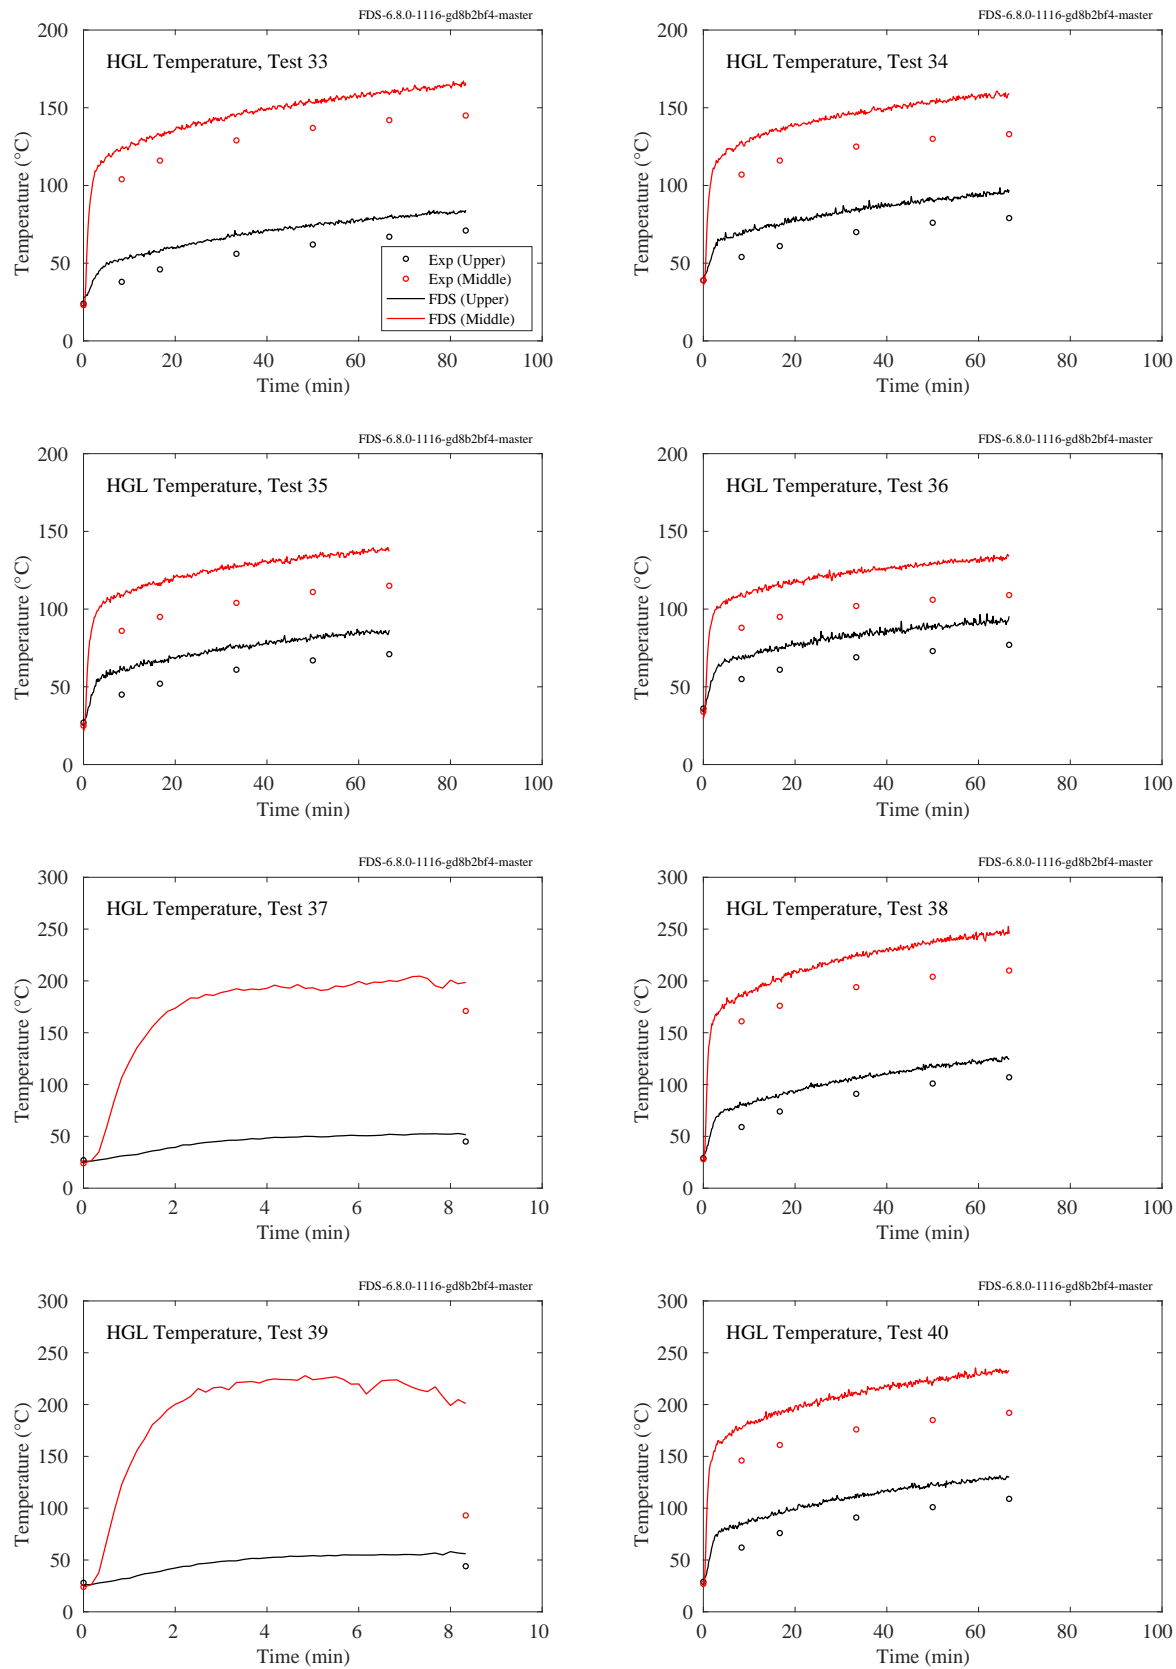 FDS-6.8.0-1116-gd8b2bf4-master
HGL Temperature, Test 33
Temperature (°C)
200
150
100
50
0
0 20 40 60 80 100
Time (min)
Exp (Upper)
Exp (Middle)
FDS (Upper)
FDS (Middle)
FDS-6.8.0-1116-gd8b2bf4-master
HGL Temperature, Test 34
Temperature (°C)
200
150
100
50
0
0 20 40 60 80 100
Time (min)
FDS-6.8.0-1116-gd8b2bf4-master
HGL Temperature, Test 35
Temperature (°C)
200
150
100
50
0
0 20 40 60 80 100
Time (min)
FDS-6.8.0-1116-gd8b2bf4-master
HGL Temperature, Test 36
Temperature (°C)
200
150
100
50
0
0 20 40 60 80 100
Time (min)
FDS-6.8.0-1116-gd8b2bf4-master
HGL Temperature, Test 37
Temperature (°C)
300
250
200
150
100
50
0
0 2 4 6 8 10
Time (min)
FDS-6.8.0-1116-gd8b2bf4-master
HGL Temperature, Test 38
Temperature (°C)
300
250
200
150
100
50
0
0 20 40 60 80 100
Time (min)
FDS-6.8.0-1116-gd8b2bf4-master
HGL Temperature, Test 39
Temperature (°C)
300
250
200
150
100
50
0
0 2 4 6 8 10
Time (min)
FDS-6.8.0-1116-gd8b2bf4-master
HGL Temperature, Test 40
Temperature (°C)
300
250
200
150
100
50
0
0 20 40 60 80 100
Time (min)